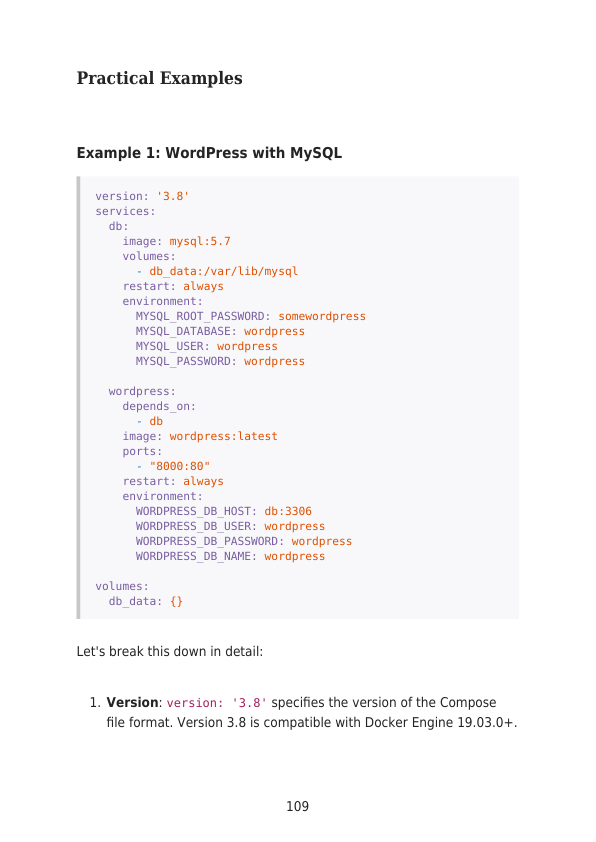 Practical Examples
Example 1: WordPress with MySQL
version: '3.8'
services:
  db:
    image: mysql:5.7
    volumes:
      - db_data:/var/lib/mysql
    restart: always
    environment:
      MYSQL_ROOT_PASSWORD: somewordpress
      MYSQL_DATABASE: wordpress
      MYSQL_USER: wordpress
      MYSQL_PASSWORD: wordpress

  wordpress:
    depends_on:
      - db
    image: wordpress:latest
    ports:
      - "8000:80"
    restart: always
    environment:
      WORDPRESS_DB_HOST: db:3306
      WORDPRESS_DB_USER: wordpress
      WORDPRESS_DB_PASSWORD: wordpress
      WORDPRESS_DB_NAME: wordpress

volumes:
  db_data: {}
Let's break this down in detail:
1. Version: version: '3.8' specifies the version of the Compose
file format. Version 3.8 is compatible with Docker Engine 19.03.0+.
109